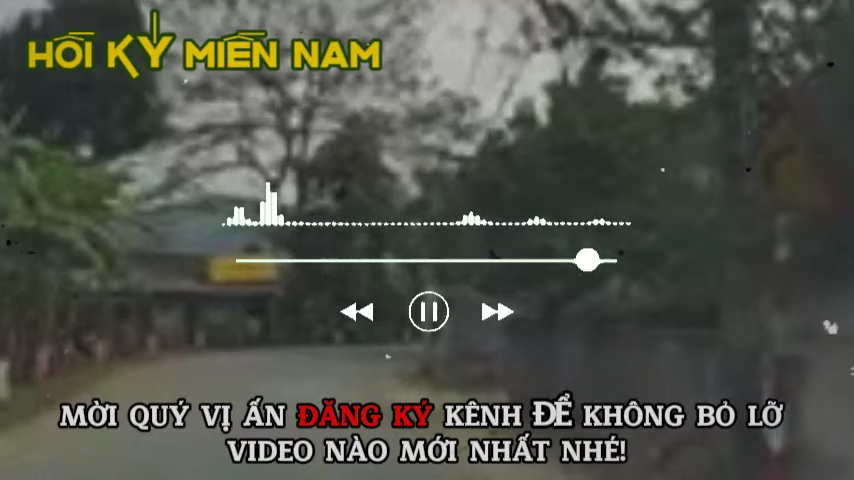 HỒI KÝ MIỀN NAM
MỜI QUÝ VỊ ẤN ĐĂNG KÝ KÊNH ĐỂ KHÔNG BỎ LỠ
VIDEO NÀO MỚI NHẤT NHÉ!